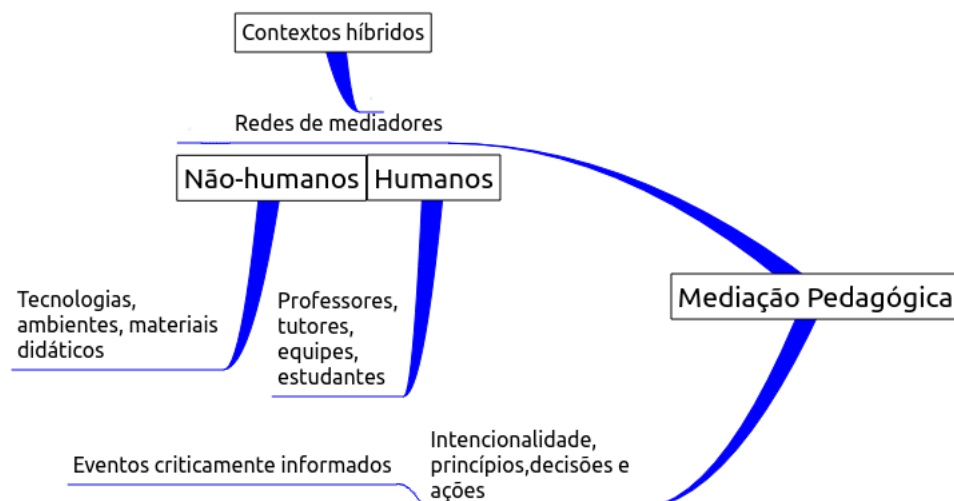 Contextos híbridos
Redes de mediadores
Não-humanos
Humanos
Tecnologias,
ambientes, materiais
didáticos
Professores,
tutores,
equipes,
estudantes
Mediação Pedagógica
Intencionalidade,
princípios,decisões e
ações
Eventos criticamente informados